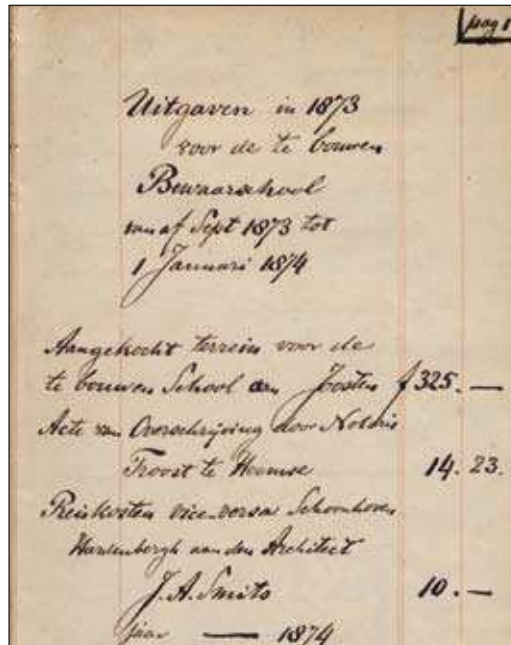 pag 1
Uitgaven in 1873
voor de te bouwen
Bewaarschool
van af Sept 1873 tot
1 Januari 1874
Aangekocht terrein voor de
te bouwen School an Joosten f 325. —
Acte van Overschrijving door Notaris
Troost te Heemse 14. 23.
Reiskosten vice versa Schoonhoven
Hardenbergh aan den Architect
J. A. Smits 10. —
Jaar — 1874